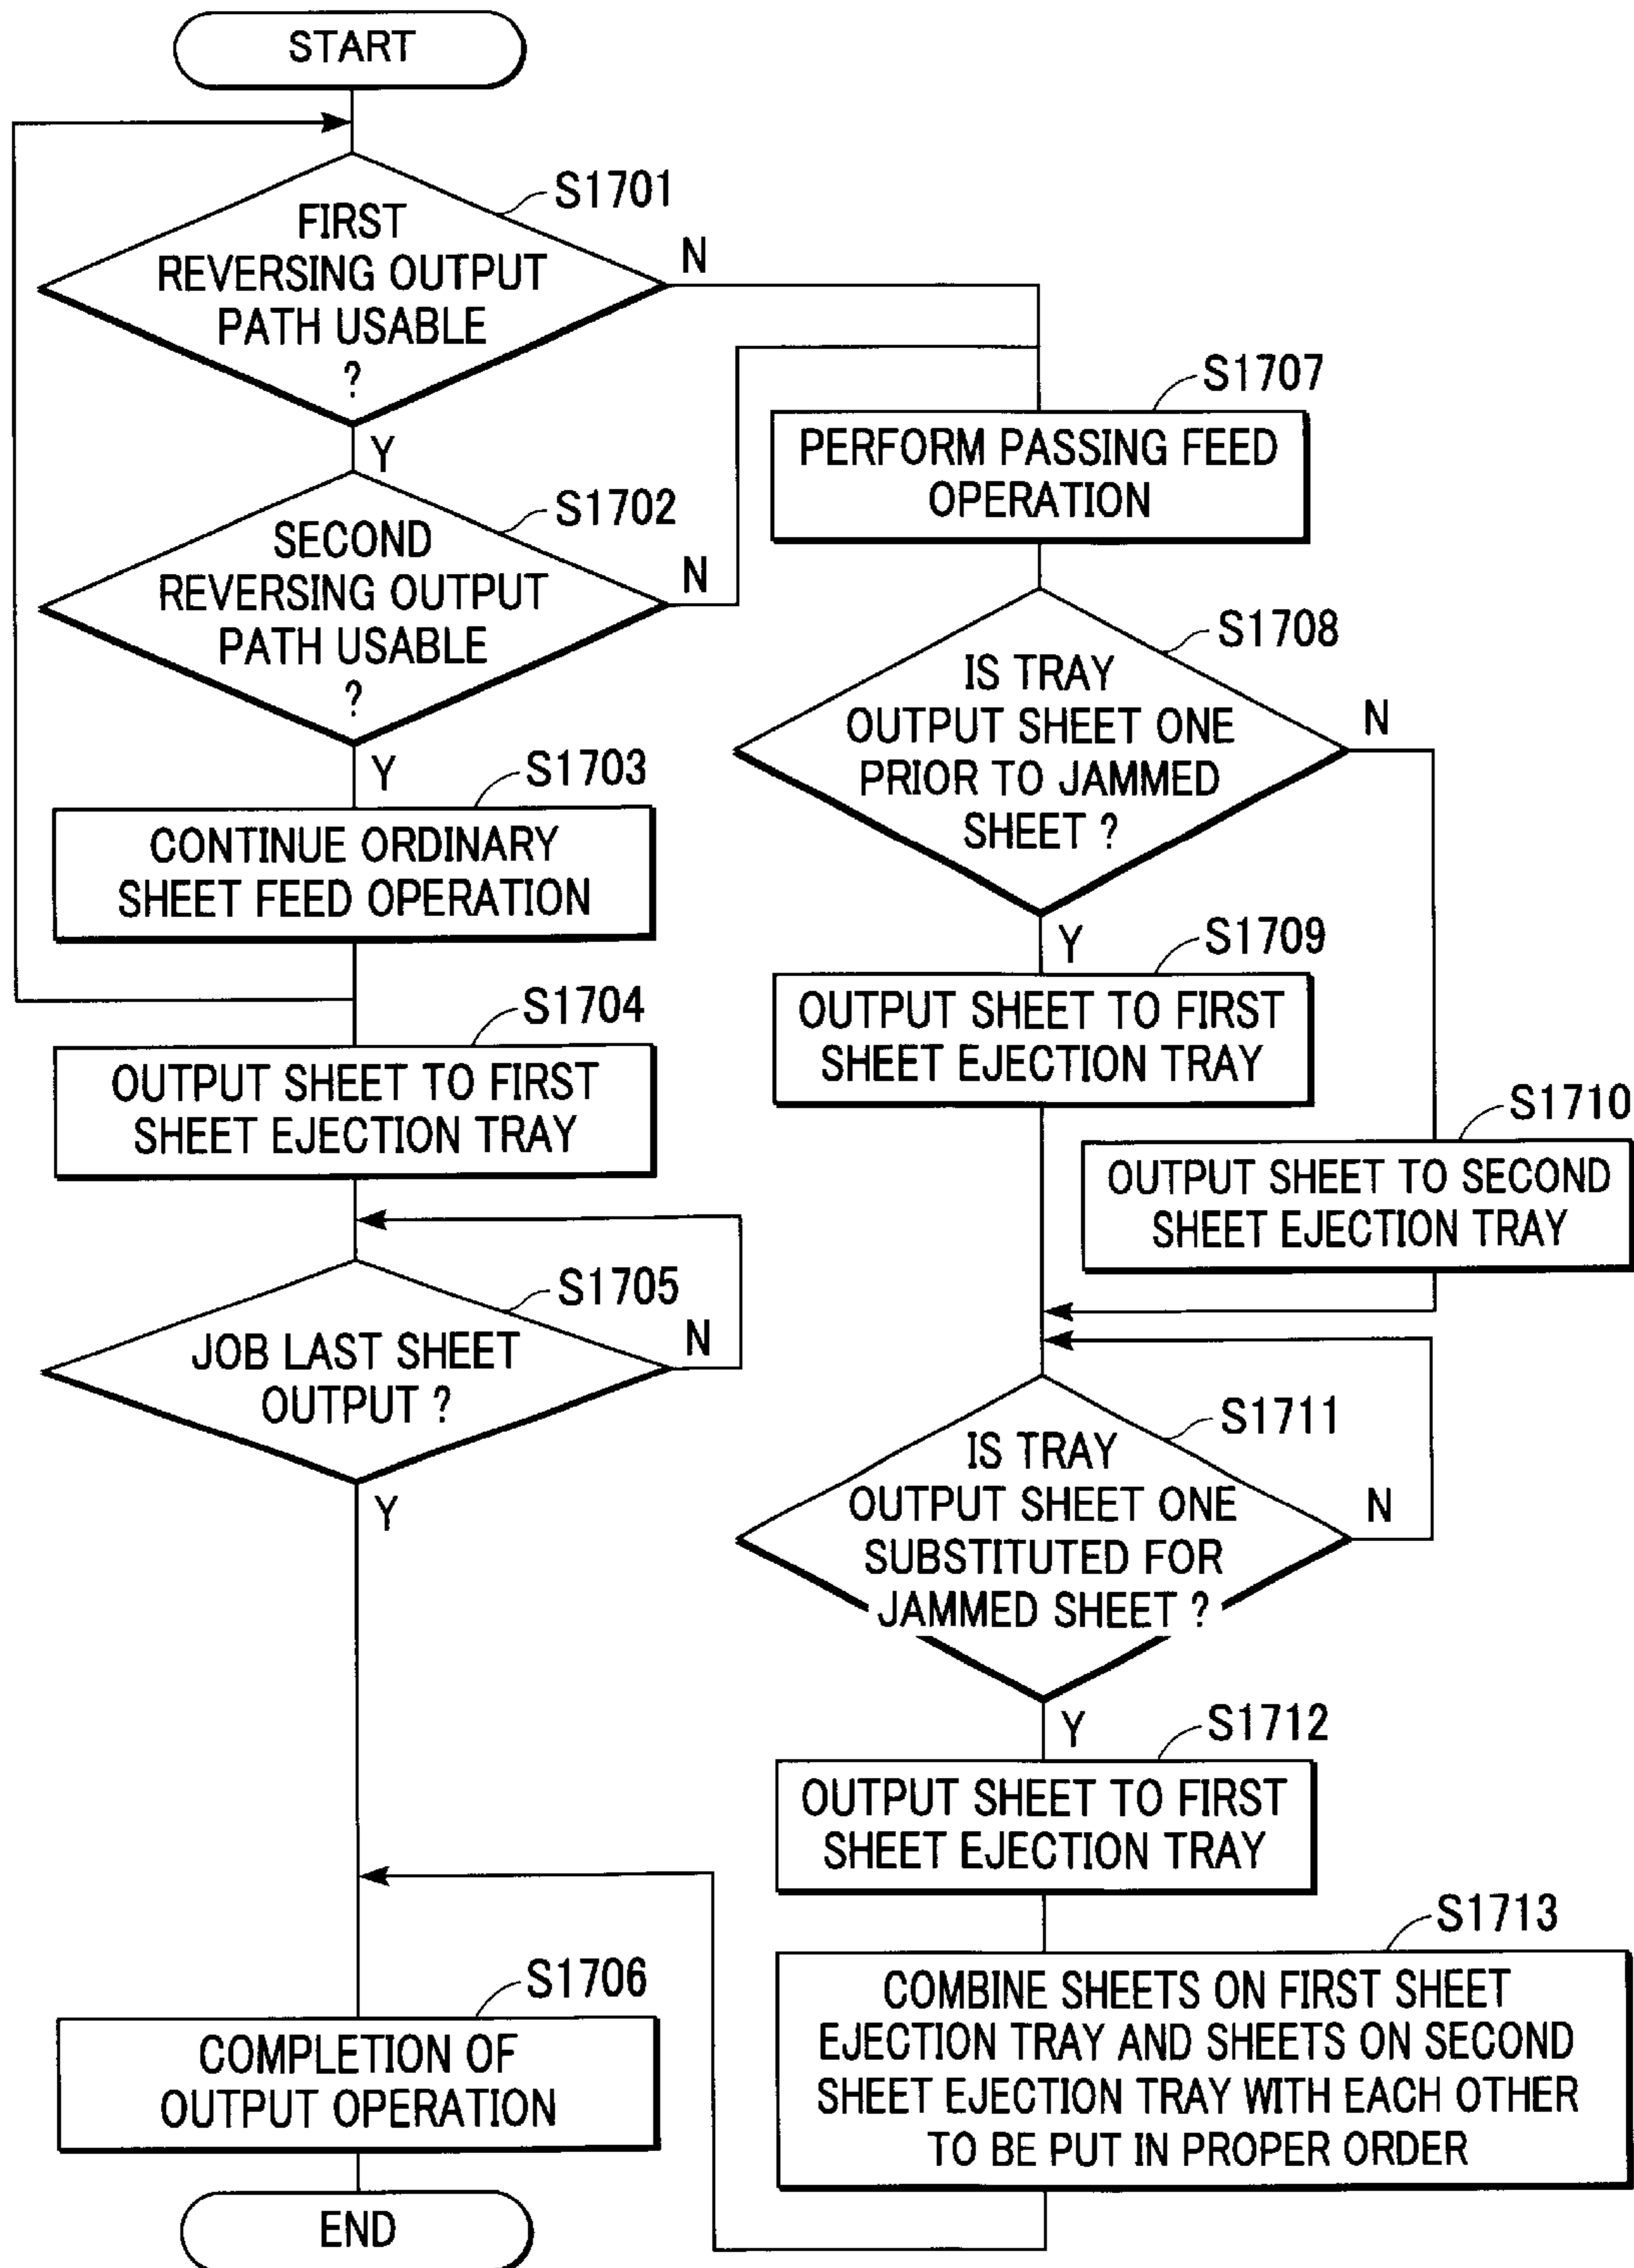 START
S1701
FIRST
REVERSING OUTPUT
PATH USABLE
?
N
Y
S1702
SECOND
REVERSING OUTPUT
PATH USABLE
?
N
Y
S1703
CONTINUE ORDINARY
SHEET FEED OPERATION
S1704
OUTPUT SHEET TO FIRST
SHEET EJECTION TRAY
S1705
JOB LAST SHEET
OUTPUT ?
N
Y
S1706
COMPLETION OF
OUTPUT OPERATION
END
S1707
PERFORM PASSING FEED
OPERATION
S1708
IS TRAY
OUTPUT SHEET ONE
PRIOR TO JAMMED
SHEET ?
N
Y
S1709
OUTPUT SHEET TO FIRST
SHEET EJECTION TRAY
S1710
OUTPUT SHEET TO SECOND
SHEET EJECTION TRAY
S1711
IS TRAY
OUTPUT SHEET ONE
SUBSTITUTED FOR
JAMMED SHEET ?
N
Y
S1712
OUTPUT SHEET TO FIRST
SHEET EJECTION TRAY
S1713
COMBINE SHEETS ON FIRST SHEET
EJECTION TRAY AND SHEETS ON SECOND
SHEET EJECTION TRAY WITH EACH OTHER
TO BE PUT IN PROPER ORDER